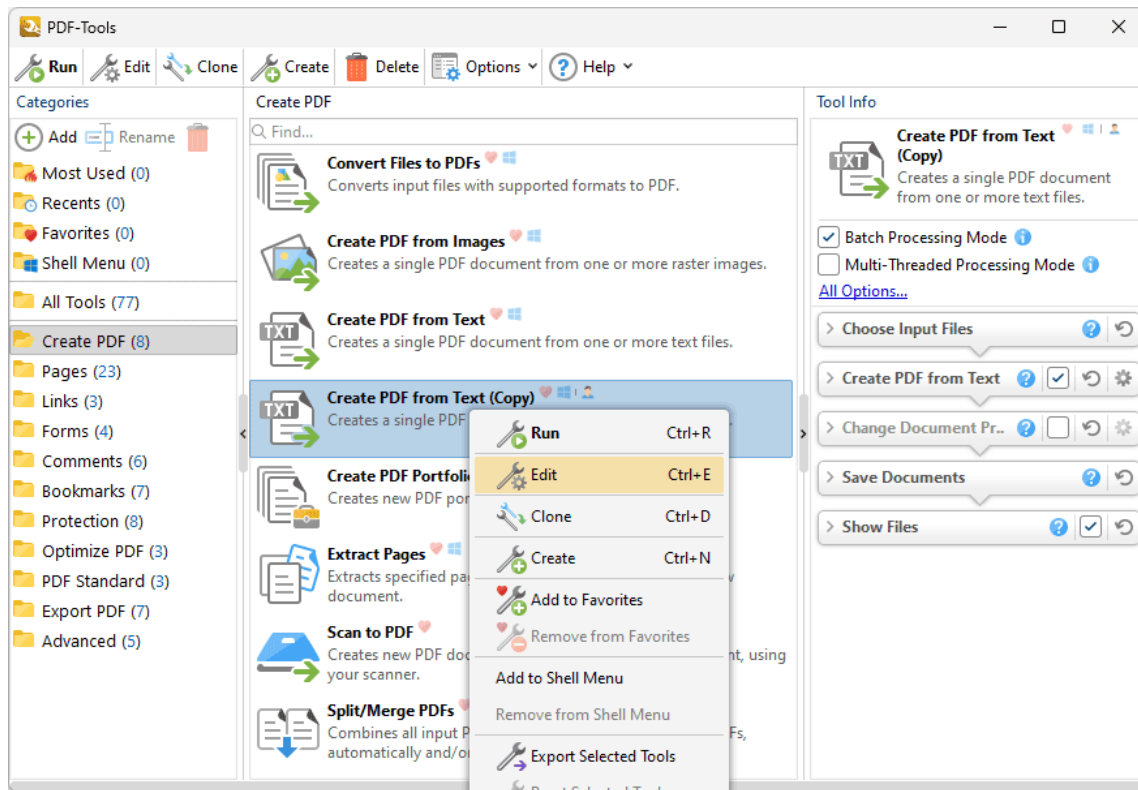 PDF-Tools
Run Edit Clone Create Delete Options Help
Categories
Add Rename
Most Used (0)
Recents (0)
Favorites (0)
Shell Menu (0)
All Tools (77)
Create PDF (8)
Pages (23)
Links (3)
Forms (4)
Comments (6)
Bookmarks (7)
Protection (8)
Optimize PDF (3)
PDF Standard (3)
Export PDF (7)
Advanced (5)
Create PDF
Find...
Convert Files to PDFs
Converts input files with supported formats to PDF.
Create PDF from Images
Creates a single PDF document from one or more raster images.
TXT
Create PDF from Text
Creates a single PDF document from one or more text files.
TXT
Create PDF from Text (Copy)
Creates a single PDF
Create PDF Portfolio
Creates new PDF
Extract Pages
Extracts specified
document.
Scan to PDF
Creates new PDF
using
your scanner.
Split/Merge PDFs
Combines all input
automatically
Run Ctrl+R
Edit Ctrl+E
Clone Ctrl+D
Create Ctrl+N
Add to Favorites
Remove from Favorites
Add to Shell Menu
Remove from Shell Menu
Export Selected Tools
Tool Info
TXT
Create PDF from Text
(Copy)
Creates a single PDF document
from one or more text files.
Batch Processing Mode
Multi-Threaded Processing Mode
All Options...
Choose Input Files
Create PDF from Text
Change Document Pr..
Save Documents
Show Files